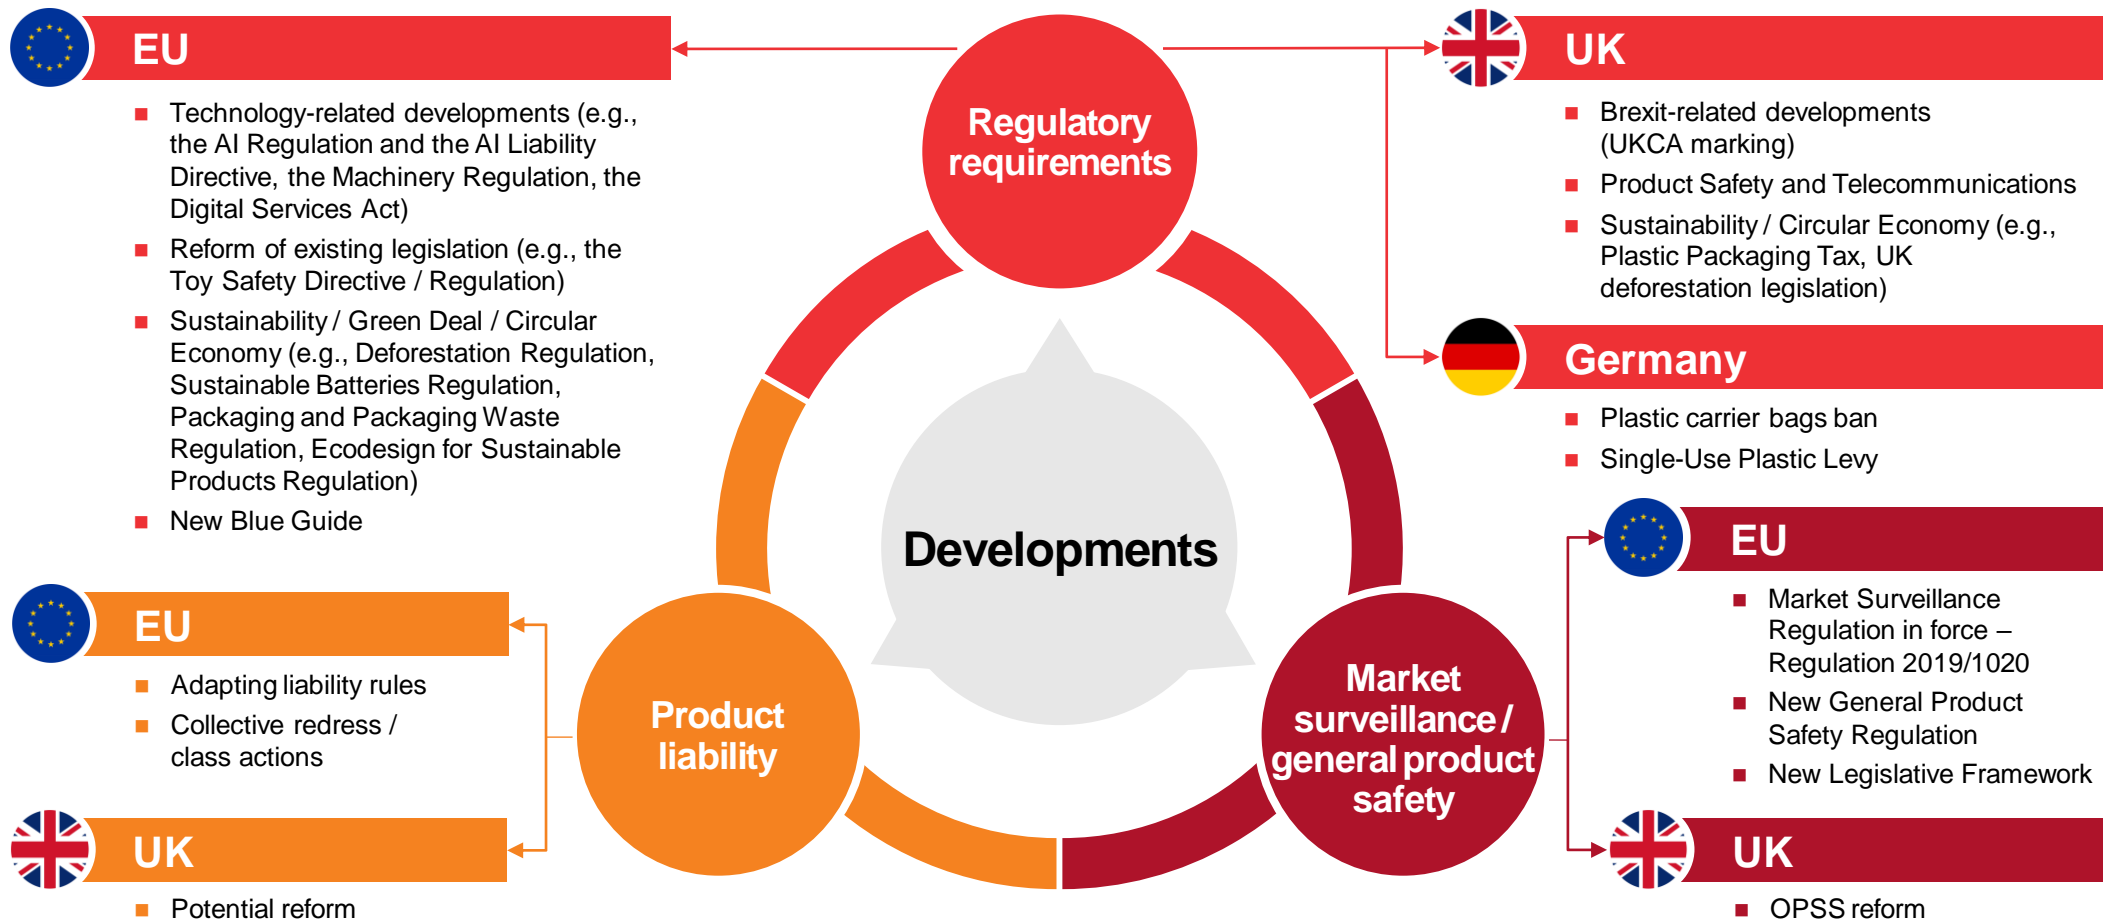 EU
Technology-related developments (e.g.,
the AI Regulation and the AI Liability
Directive, the Machinery Regulation, the
Digital Services Act)
Reform of existing legislation (e.g., the
Toy Safety Directive / Regulation)
Sustainability / Green Deal / Circular
Economy (e.g., Deforestation Regulation,
Sustainable Batteries Regulation,
Packaging and Packaging Waste
Regulation, Ecodesign for Sustainable
Products Regulation)
New Blue Guide
Regulatory
requirements
UK
Brexit-related developments
(UKCA marking)
Product Safety and Telecommunications
Sustainability / Circular Economy (e.g.,
Plastic Packaging Tax, UK
deforestation legislation)
Germany
Plastic carrier bags ban
Single-Use Plastic Levy
Developments
EU
Adapting liability rules
Collective redress /
class actions
UK
Potential reform
Product
liability
Market
surveillance /
general product
safety
EU
Market Surveillance
Regulation in force –
Regulation 2019/1020
New General Product
Safety Regulation
New Legislative Framework
UK
OPSS reform